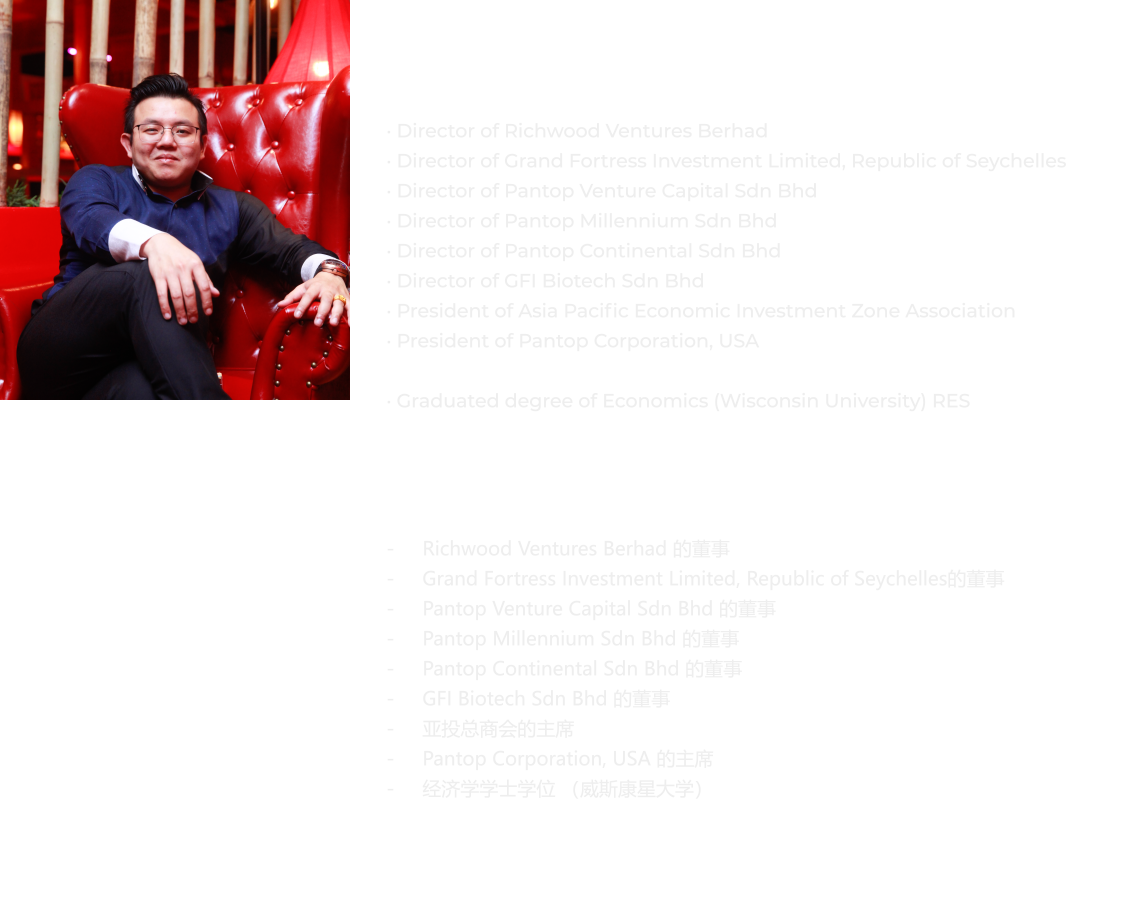 · Director of Richwood Ventures Berhad
· Director of Grand Fortress Investment Limited, Republic of Seychelles
· Director of Pantop Venture Capital Sdn Bhd
· Director of Pantop Millennium Sdn Bhd
· Director of Pantop Continental Sdn Bhd
· Director of GFI Biotech Sdn Bhd
· President of Asia Pacific Economic Investment Zone Association
· President of Pantop Corporation, USA
· Graduated degree of Economics (Wisconsin University) RES
- Richwood Ventures Berhad 的董事
- Grand Fortress Investment Limited, Republic of Seychelles的董事
- Pantop Venture Capital Sdn Bhd 的董事
- Pantop Millennium Sdn Bhd 的董事
- Pantop Continental Sdn Bhd 的董事
- GFI Biotech Sdn Bhd 的董事
- 亚投总商会的主席
- Pantop Corporation, USA 的主席
- 经济学学士学位 （威斯康星大学）